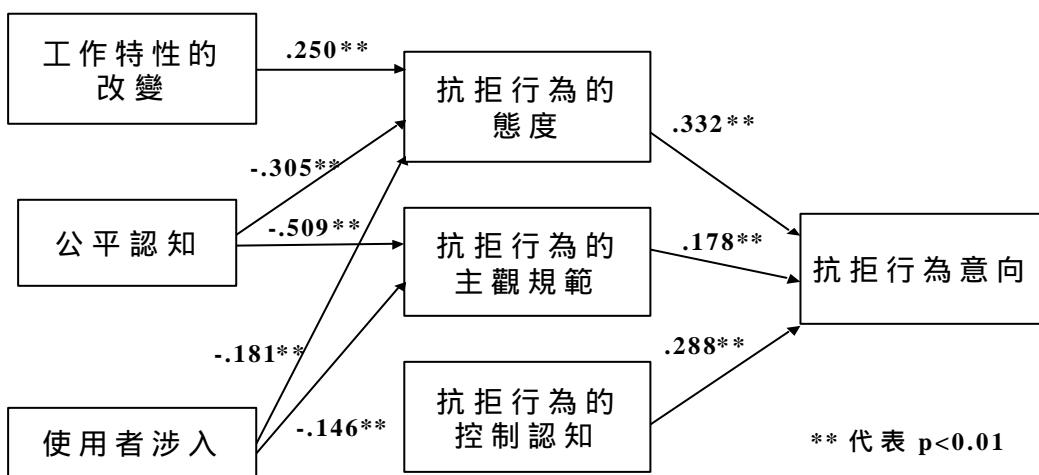 工作特性的
改變
.250**
抗拒行為的
態度
.332**
-.305**
公平認知
-.509**
抗拒行為的
主觀規範
.178**
抗拒行為意向
-.181**
.288**
使用者涉入
-.146**
抗拒行為的
控制認知
** 代表 p<0.01